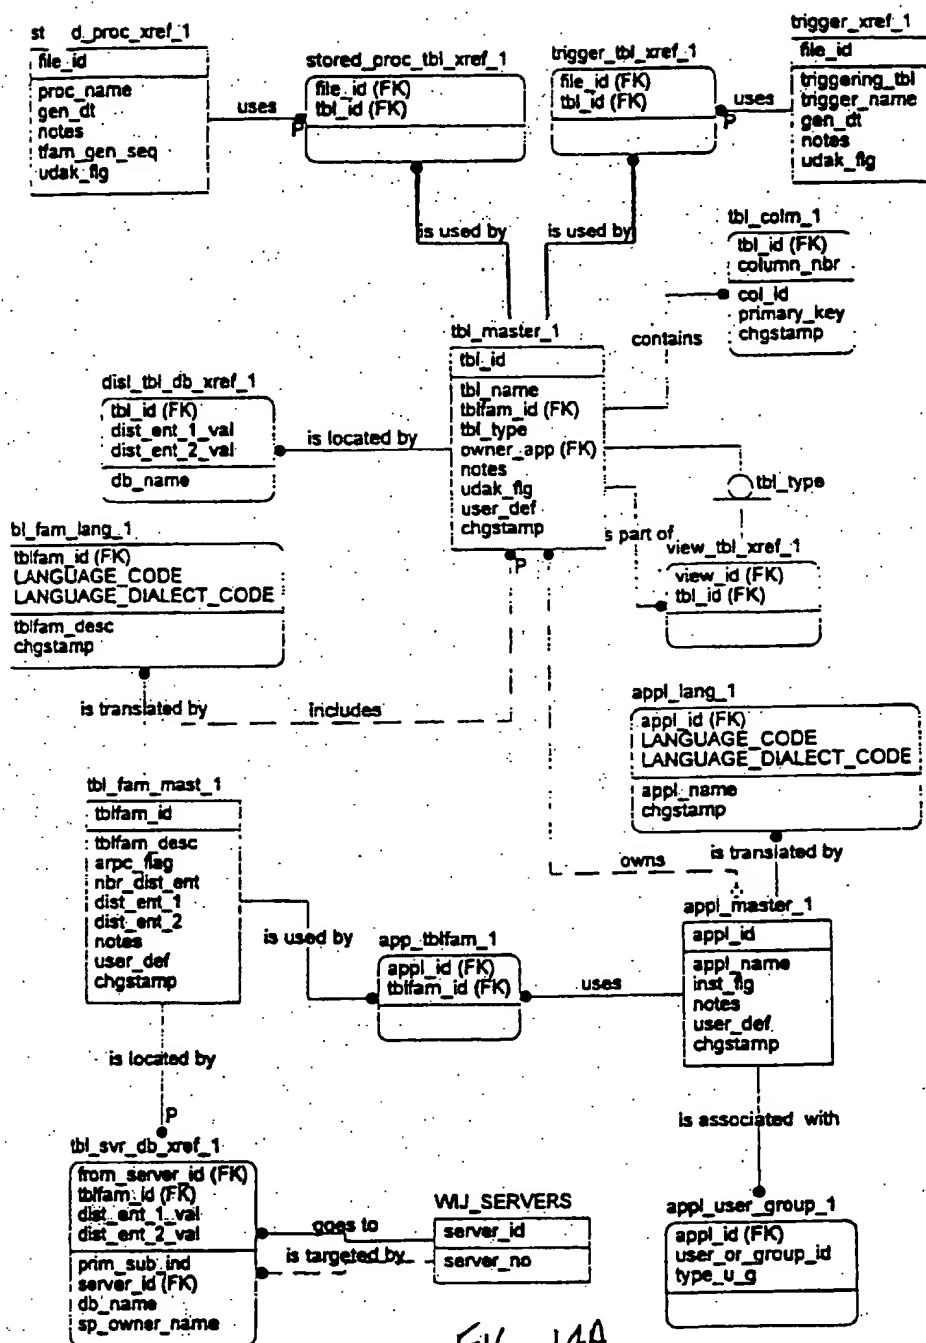 st d_proc_xref_1
file_id
proc_name
gen_dt
notes
tfam_gen_seq
udak_flg
uses
P
stored_proc_tbl_xref_1
file_id (FK)
tbl_id (FK)
trigger_tbl_xref_1
file_id (FK)
tbl_id (FK)
uses
P
trigger_xref_1
file_id
triggering_tbl
trigger_name
gen_dt
notes
udak_flg
is used by
is used by
tbl_colm_1
tbl_id (FK)
column_nbr
col_id
primary_key
chgstamp
contains
tbl_master_1
tbl_id
tbl_name
tblfam_id (FK)
tbl_type
owner_app (FK)
notes
udak_flg
user_def
chgstamp
dist_tbl_db_xref_1
tbl_id (FK)
dist_ent_1_val
dist_ent_2_val
db_name
is located by
tbl_type
s part of
view_tbl_xref_1
view_id (FK)
tbl_id (FK)
bl_fam_lang_1
tblfam_id (FK)
LANGUAGE_CODE
LANGUAGE_DIALECT_CODE
tblfam_desc
chgstamp
P
is translated by
includes
appl_lang_1
appl_id (FK)
LANGUAGE_CODE
LANGUAGE_DIALECT_CODE
appl_name
chgstamp
tbl_fam_mast_1
tblfam_id
tblfam_desc
arpc_flag
nbr_dist_ent
dist_ent_1
dist_ent_2
notes
user_def
chgstamp
owns
is translated by
appl_master_1
appl_id
appl_name
inst_flg
notes
user_def
chgstamp
is used by
app_tblfam_1
appl_id (FK)
tblfam_id (FK)
uses
is located by
P
is associated with
tbl_svr_db_xref_1
from_server_id (FK)
tblfam_id (FK)
dist_ent_1_val
dist_ent_2_val
prim_sub_ind
server_id (FK)
db_name
sp_owner_name
goes to
is targeted by
WIJ_SERVERS
server_id
server_no
appl_user_group_1
appl_id (FK)
user_or_group_id
type_u_g
FIG. 14A